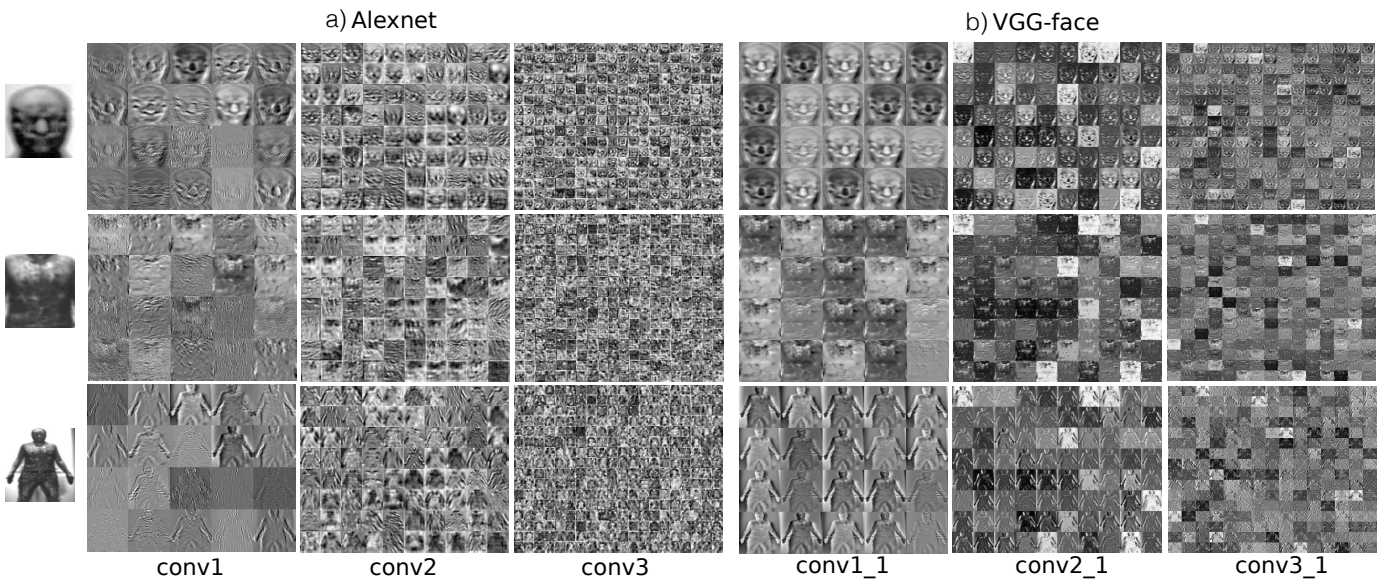 a) Alexnet
b) VGG-face
conv1
conv2
conv3
conv1_1
conv2_1
conv3_1